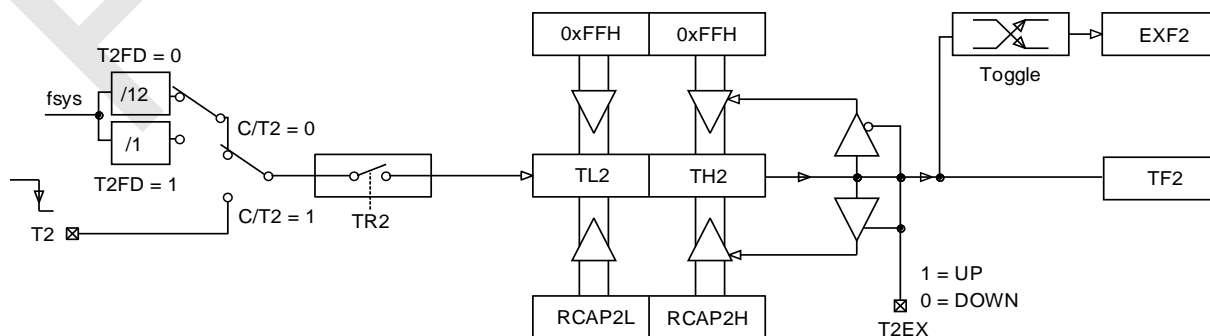 0xFFH 0xFFH
EXF2
Toggle
T2FD = 0
/12
fsys
/1
T2FD = 1
C/T2 = 0
C/T2 = 1
TR2
T2
TL2 TH2
TF2
RCAP2L RCAP2H
1 = UP
0 = DOWN
T2EX